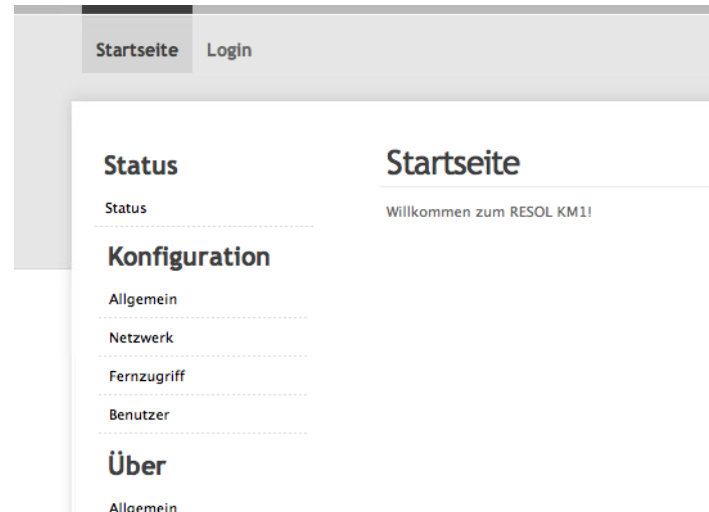 Startseite Login
Status
Status
Konfiguration
Allgemein
Netzwerk
Fernzugriff
Benutzer
Über
Allgemein
Startseite
Willkommen zum RESOL KM1!